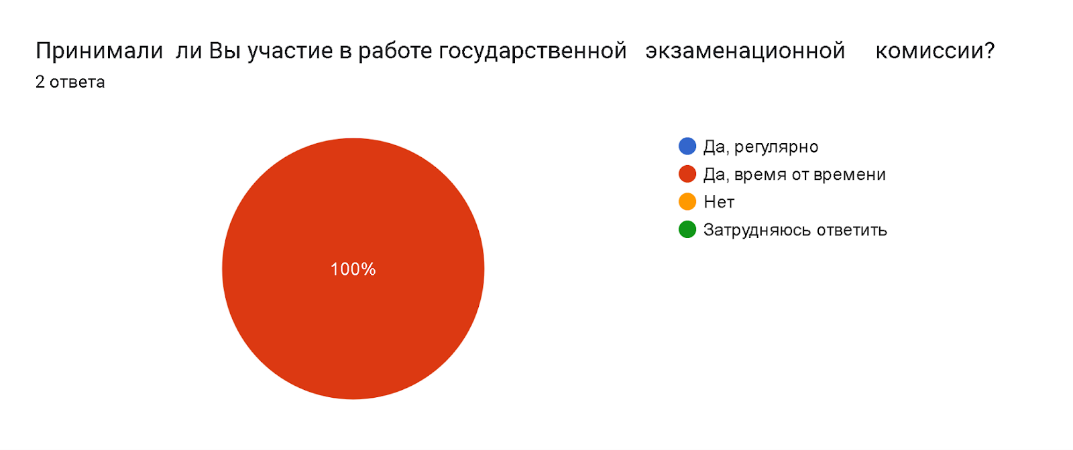 Принимали ли Вы участие в работе государственной экзаменационной комиссии?
2 ответа
Да, регулярно
Да, время от времени
Нет
Затрудняюсь ответить
100%